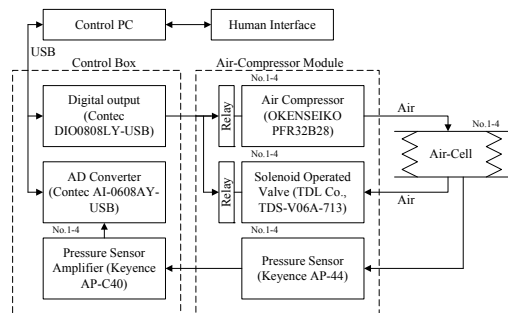 Control PC
Human Interface
USB
Control Box
Air-Compressor Module
No.1-4
Digital output
(Contec
DIO0808LY-USB)
Relay
Air Compressor
(OKENSEIKO
PFR32B28)
Air
No.1-4
Air-Cell
No.1-4
AD Converter
(Contec AI-0608AY-
USB)
Relay
Solenoid Operated
Valve (TDL Co.,
TDS-V06A-713)
Air
No.1-4
No.1-4
Pressure Sensor
Amplifier (Keyence
AP-C40)
Pressure Sensor
(Keyence AP-44)